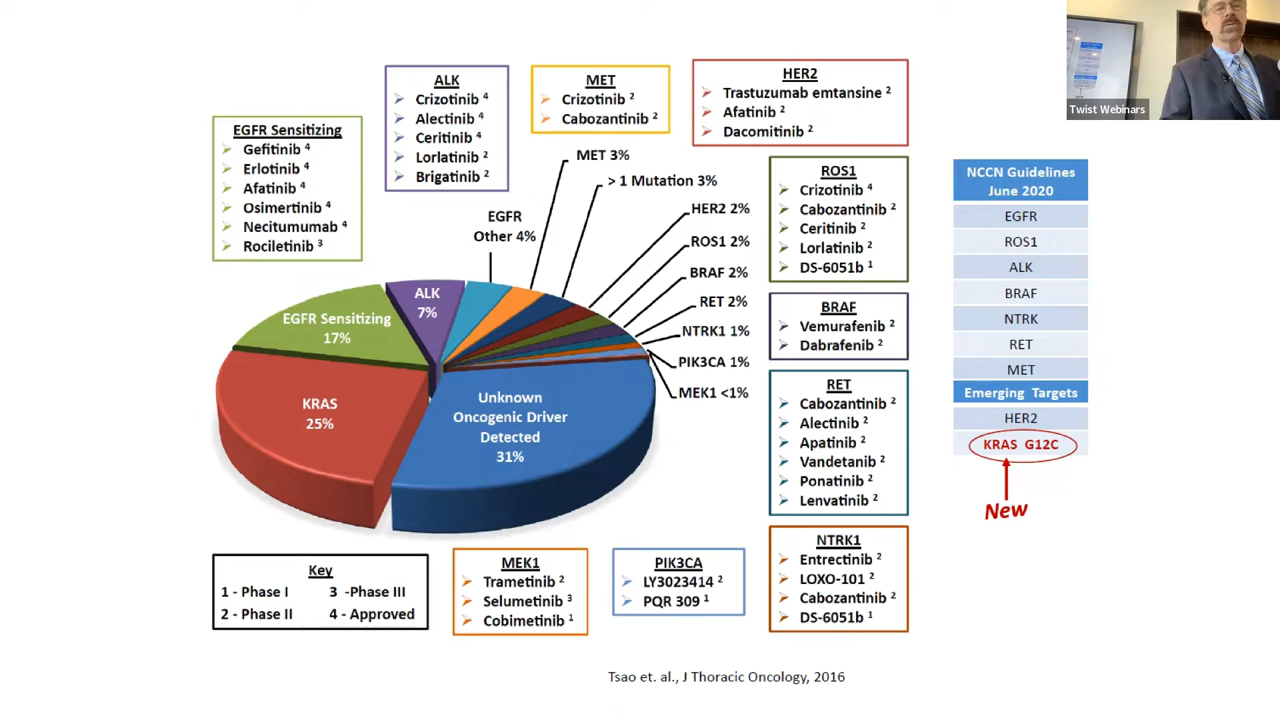 Twist Webinars
ALK
Crizotinib 4
Alectinib 4
Ceritinib 4
Lorlatinib 2
Brigatinib 2
MET
Crizotinib 2
Cabozantinib 2
HER2
Trastuzumab emtansine 2
Afatinib 2
Dacomitinib 2
EGFR Sensitizing
Gefitinib 4
Erlotinib 4
Afatinib 4
Osimertinib 4
Necitumumab 4
Rociletinib 3
ROS1
Crizotinib 4
Cabozantinib 2
Ceritinib 2
Lorlatinib 2
DS-6051b 1
BRAF
Vemurafenib 2
Dabrafenib 2
RET
Cabozantinib 2
Alectinib 2
Apatinib 2
Vandetanib 2
Ponatinib 2
Lenvatinib 2
NTRK1
Entrectinib 2
LOXO-101 2
Cabozantinib 2
DS-6051b 1
EGFR
Other 4%
MET 3%
> 1 Mutation 3%
HER2 2%
ROS1 2%
BRAF 2%
RET 2%
NTRK1 1%
PIK3CA 1%
MEK1 <1%
ALK
7%
EGFR Sensitizing
17%
KRAS
25%
Unknown
Oncogenic Driver
Detected
31%
Key
1 - Phase I 3 -Phase III
2 - Phase II 4 - Approved
MEK1
Trametinib 2
Selumetinib 3
Cobimetinib 1
PIK3CA
LY3023414 2
PQR 309 1
NCCN Guidelines
June 2020
EGFR
ROS1
ALK
BRAF
NTRK
RET
MET
Emerging Targets
HER2
KRAS G12C
New
Tsao et. al., J Thoracic Oncology, 2016